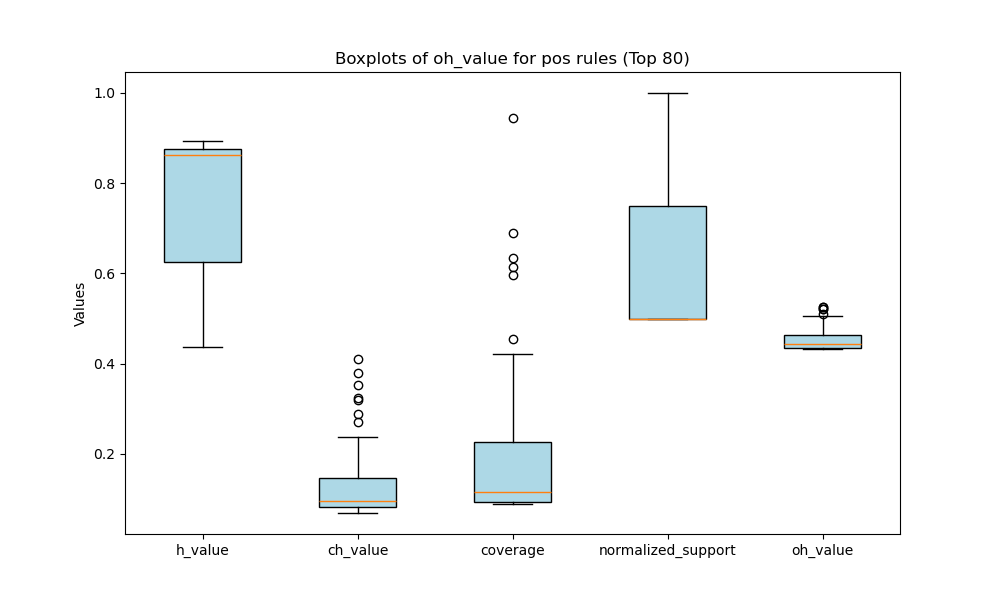 Boxplots of oh_value for pos rules (Top 80)
Values
1.0
0.8
0.6
0.4
0.2
h_value
ch_value
coverage
normalized_support
oh_value